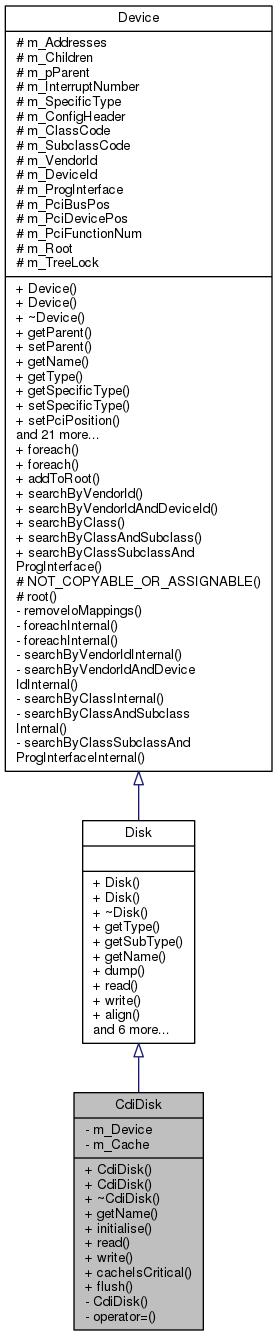 Device
# m_Addresses
# m_Children
# m_pParent
# m_InterruptNumber
# m_SpecificType
# m_ConfigHeader
# m_ClassCode
# m_SubclassCode
# m_VendorId
# m_DeviceId
# m_ProgInterface
# m_PciBusPos
# m_PciDevicePos
# m_PciFunctionNum
# m_Root
# m_TreeLock
+ Device()
+ Device()
+ ~Device()
+ getParent()
+ setParent()
+ getName()
+ getType()
+ getSpecificType()
+ setSpecificType()
+ setPciPosition()
and 21 more...
+ foreach()
+ foreach()
+ addToRoot()
+ searchByVendorId()
+ searchByVendorIdAndDeviceId()
+ searchByClass()
+ searchByClassAndSubclass()
+ searchByClassSubclassAnd
ProgInterface()
# NOT_COPYABLE_OR_ASSIGNABLE()
# root()
- removeIoMappings()
- foreachInternal()
- foreachInternal()
- searchByVendorIdInternal()
- searchByVendorIdAndDevice
IdInternal()
- searchByClassInternal()
- searchByClassAndSubclass
Internal()
- searchByClassSubclassAnd
ProgInterfaceInternal()
Disk
+ Disk()
+ Disk()
+ ~Disk()
+ getType()
+ getSubType()
+ getName()
+ dump()
+ read()
+ write()
+ align()
and 6 more...
CdiDisk
- m_Device
- m_Cache
+ CdiDisk()
+ CdiDisk()
+ ~CdiDisk()
+ getName()
+ initialise()
+ read()
+ write()
+ cacheIsCritical()
+ flush()
- CdiDisk()
- operator=()